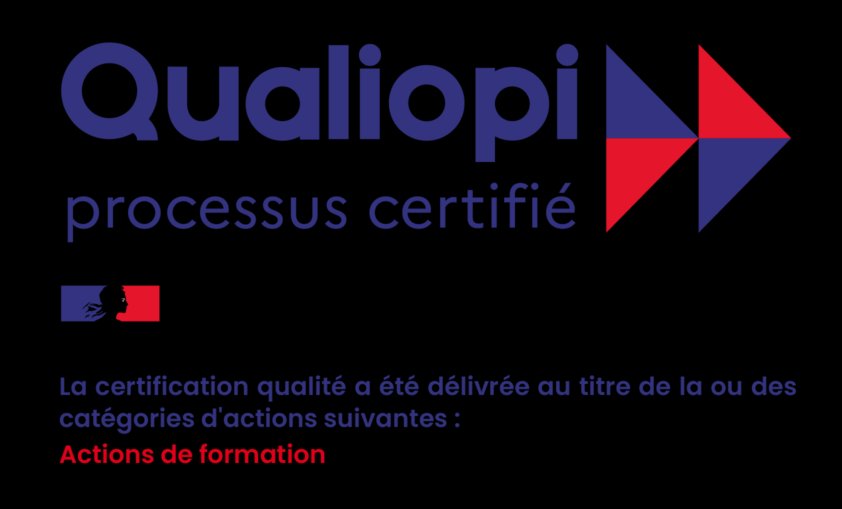 Qualiopi
processus certifié
La certification qualité a été délivrée au titre de la ou des
catégories d'actions suivantes :
Actions de formation